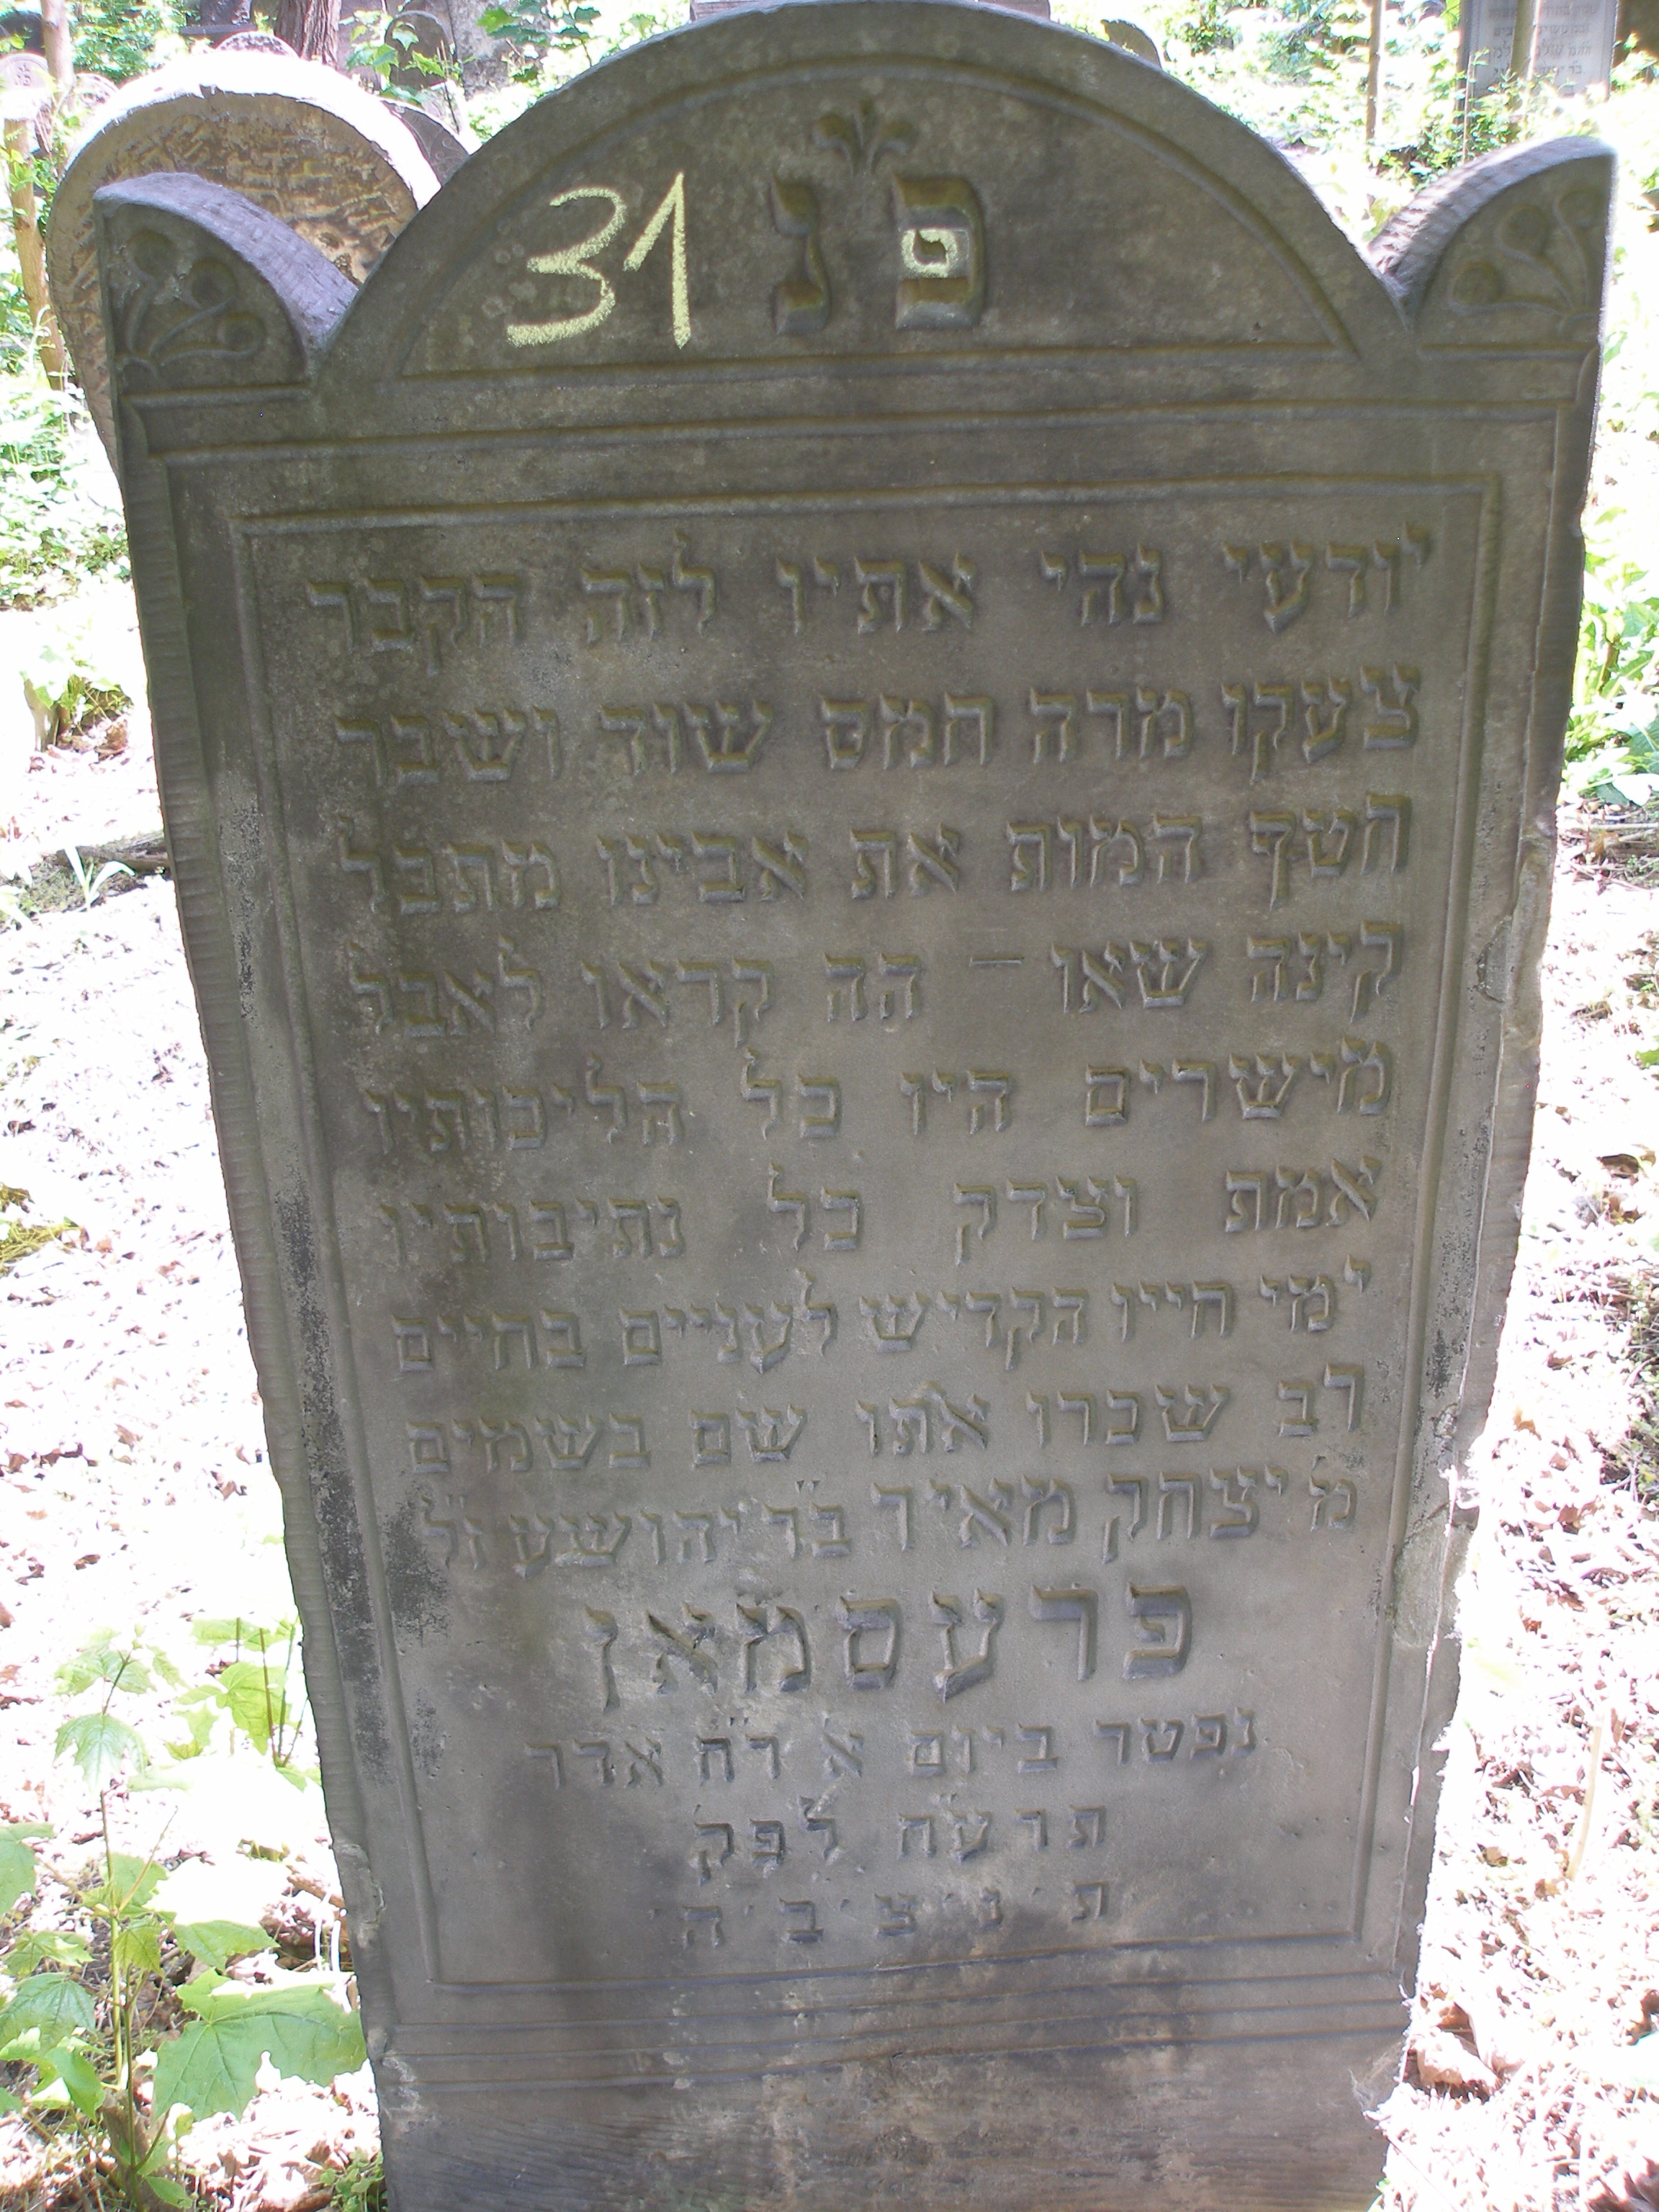 פ נ
31
יודעי נהי אתיו לזה הקבר
צעקו מרה חמס שוד ושבר
חטף המות את אבינו מתבל
קינה שאו – הה קראו לאבל
מישרים היו כל הליכותיו
אמת וצדק כל נתיבותיו
ימי חייו הקדיש לעניים בחיים
רב שכרו אתו שם בשמים
מ יצחק מאיר ב"ר יהושע ז"ל
פרעסמאן
נפטר ביום א ר"ח אדר
תרע"ח לפ"ק
ת' נ' צ' ב' ה'